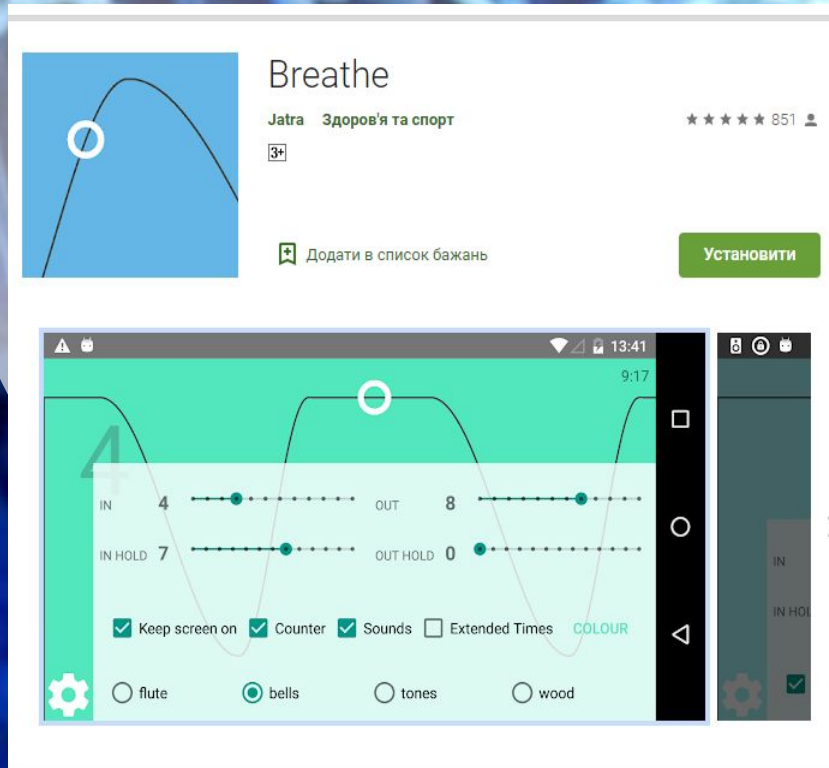 Breathe
Jatra Здоров'я та спорт 851
3+
Додати в список бажань Установити
13:41
9:17
4
IN 4 OUT 8
IN HOLD 7 OUT HOLD 0
Keep screen on Counter Sounds Extended Times COLOUR
flute bells tones wood
IN
IN HOL